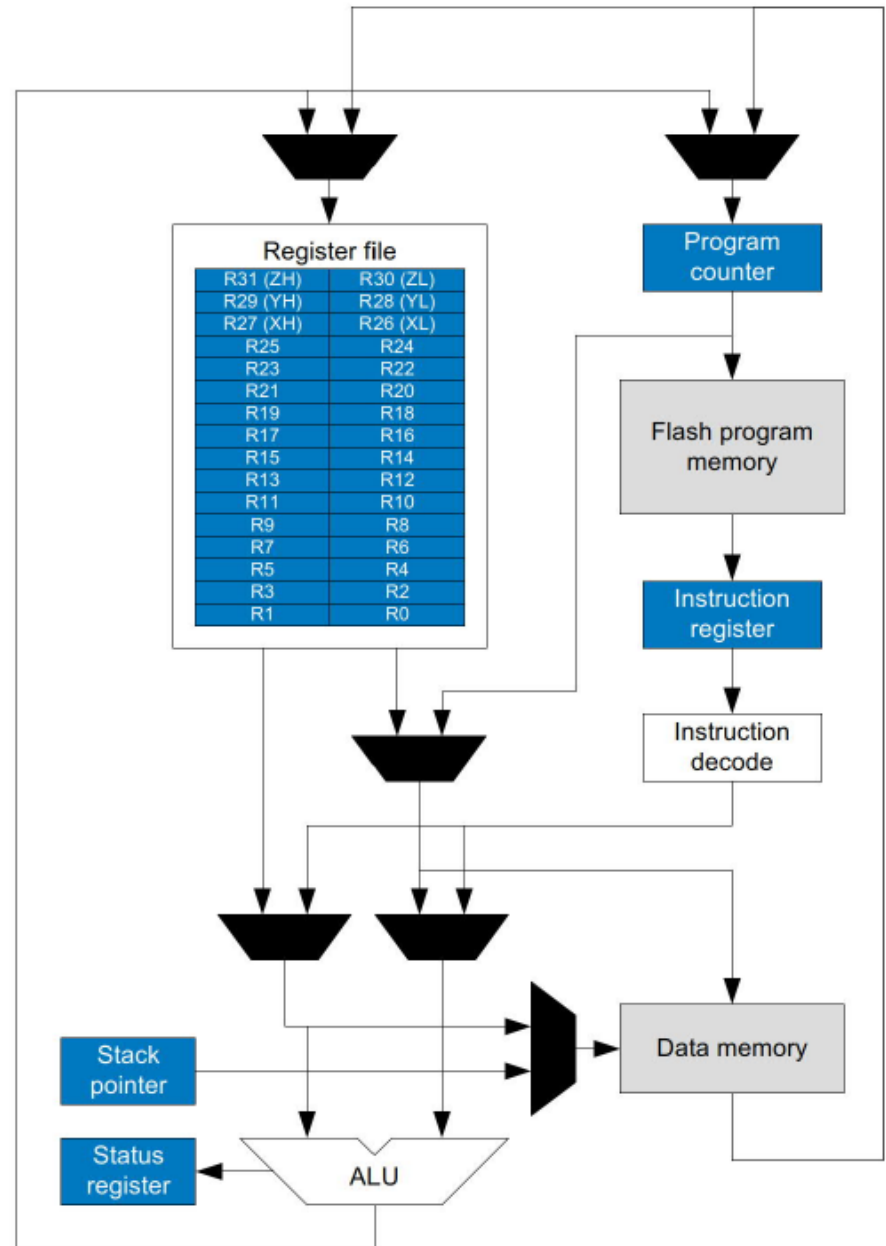 Register file
R31 (ZH) R30 (ZL)
R29 (YH) R28 (YL)
R27 (XH) R26 (XL)
R25 R24
R23 R22
R21 R20
R19 R18
R17 R16
R15 R14
R13 R12
R11 R10
R9 R8
R7 R6
R5 R4
R3 R2
R1 R0
Program
counter
Flash program
memory
Instruction
register
Instruction
decode
Stack
pointer
Data memory
Status
register
ALU